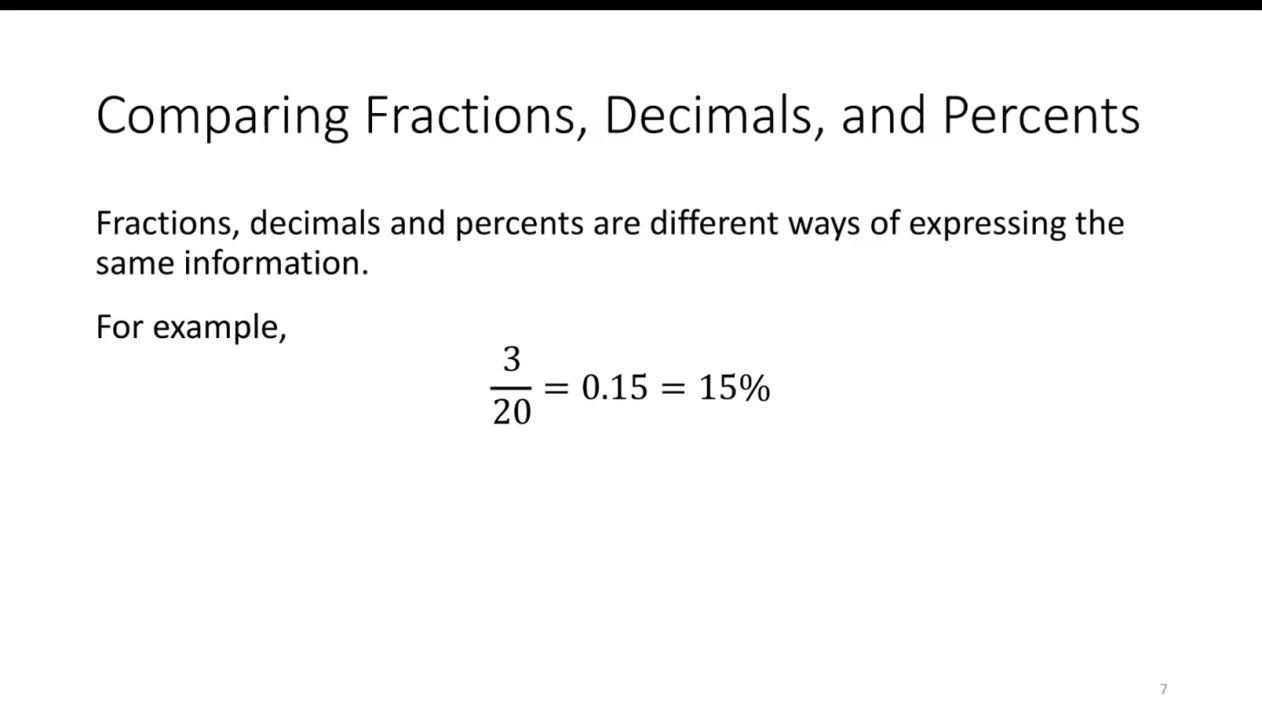 Comparing Fractions, Decimals, and Percents
Fractions, decimals and percents are different ways of expressing the
same information.
For example,
3/20 = 0.15 = 15%
7